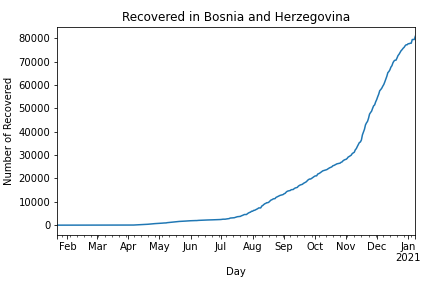 Recovered in Bosnia and Herzegovina
Number of Recovered
80000
70000
60000
50000
40000
30000
20000
10000
0
Feb Mar Apr May Jun Jul Aug Sep Oct Nov Dec Jan
2021
Day